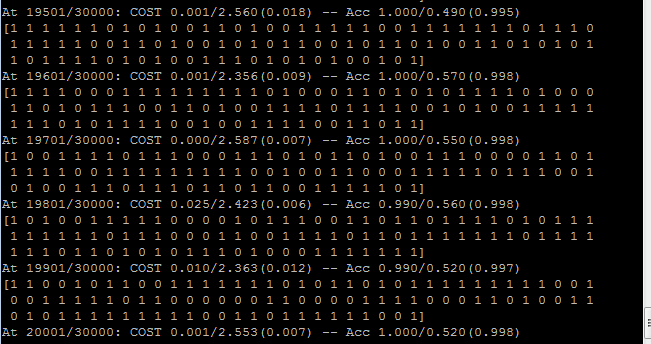 At 19501/30000: COST 0.001/2.560(0.018) -- Acc 1.000/0.490(0.995)
[1 1 1 1 1 1 0 1 0 0 1 1 0 1 0 0 1 1 1 1 1 1 0 0 1 1 1 1 1 1 1 0 1 1 1 0
1 1 1 1 1 0 0 1 1 0 1 1 0 1 0 1 1 0 0 0 1 1 0 1 0 1 0 0 1 1 0 1 0 1 0 1
1 0 1 1 1 1 0 1 0 0 0 1 1 1 0 1 0 1 1 1 0 1 0 0 1 0 1]
At 19601/30000: COST 0.001/2.356(0.009) -- Acc 1.000/0.570(0.998)
[1 1 1 1 0 0 1 1 1 1 1 1 1 1 0 1 0 0 0 1 1 0 1 0 1 0 1 1 1 1 0 1 0 0 0
1 1 0 1 0 1 1 1 0 0 1 1 1 0 1 1 0 1 0 1 1 1 1 1 0 0 1 0 1 0 0 1 1 1 1 1
1 1 1 0 1 0 1 1 1 1 0 0 1 0 0 1 1 1 1 0 0 1 1 0 1 1]
At 19701/30000: COST 0.000/2.587(0.007) -- Acc 1.000/0.550(0.998)
[1 0 0 1 1 1 1 0 1 1 1 0 0 0 1 1 1 0 1 0 1 1 0 1 0 0 1 1 1 0 0 0 0 1 1 0 1
1 1 1 1 0 0 1 1 1 1 1 1 1 1 1 0 0 0 1 0 0 1 1 1 1 1 1 0 1 1 1 0 0 1
0 1 0 0 1 1 1 1 1 0 1 0 1 1 0 1 1 0 0 1 1 1 1 1 0 1]
At 19801/30000: COST 0.025/2.423(0.006) -- Acc 0.990/0.560(0.998)
[1 0 1 0 0 1 1 1 1 1 0 0 0 0 1 0 1 1 1 0 0 1 1 0 1 1 0 1 1 1 0 1 0 1 1 1
1 1 1 1 1 1 0 1 1 1 0 0 0 1 0 0 1 1 1 1 0 1 1 0 1 1 1 1 1 1 1 0 1 1 1 1
1 1 1 0 1 1 0 1 0 1 1 1 0 1 0 0 0 1 1 1 1 1 1 1]
At 19901/30000: COST 0.010/2.363(0.012) -- Acc 0.990/0.520(0.997)
[1 1 0 0 1 0 1 1 0 0 1 1 1 1 1 1 1 0 1 0 1 1 0 1 1 1 1 1 1 1 1 1 0 0 1
0 0 1 1 1 1 1 1 0 0 0 0 0 0 0 1 1 1 1 0 0 0 1 1 1 0 1 0 0 1 1 0
0 1 0 1 1 1 1 1 1 1 1 0 0 0 1 1 0 1 1 1 1 1 1 0 0 1]
At 20001/30000: COST 0.001/2.553(0.007) -- Acc 1.000/0.520(0.998)